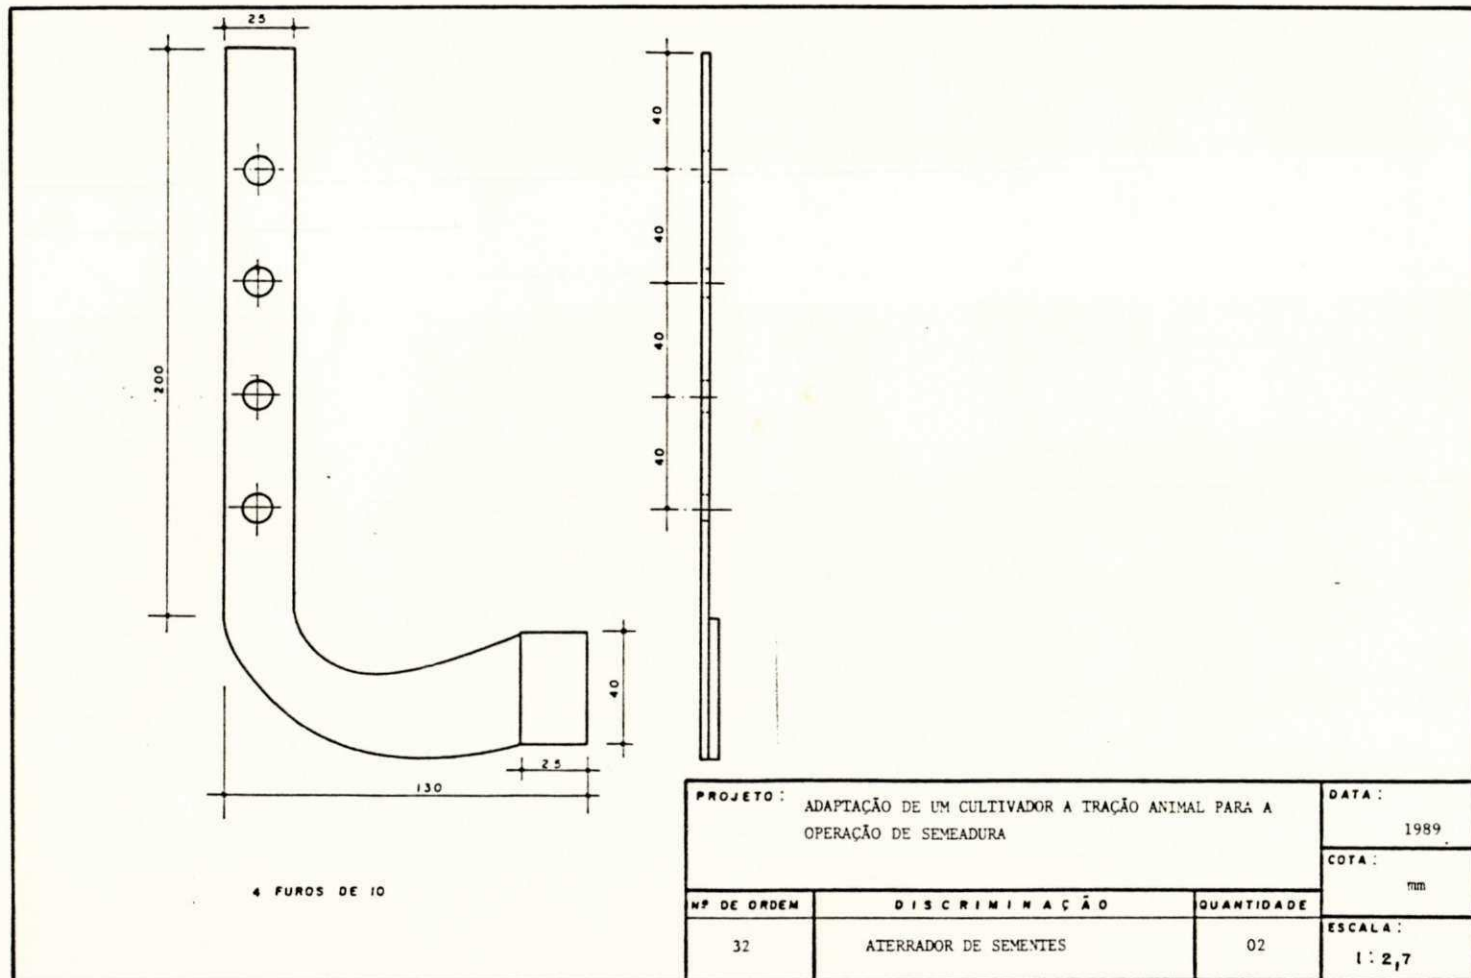 25
200
40
40
40
40
40
25
130
4 FUROS DE 10
PROJETO: ADAPTAÇÃO DE UM CULTIVADOR A TRAÇÃO ANIMAL PARA A
OPERAÇÃO DE SEMEADURA
DATA:
1989
COTA:
mm
Nº DE ORDEM DISCRIMINAÇÃO QUANTIDADE
32 ATERRADOR DE SEMENTES 02
ESCALA:
1:2,7